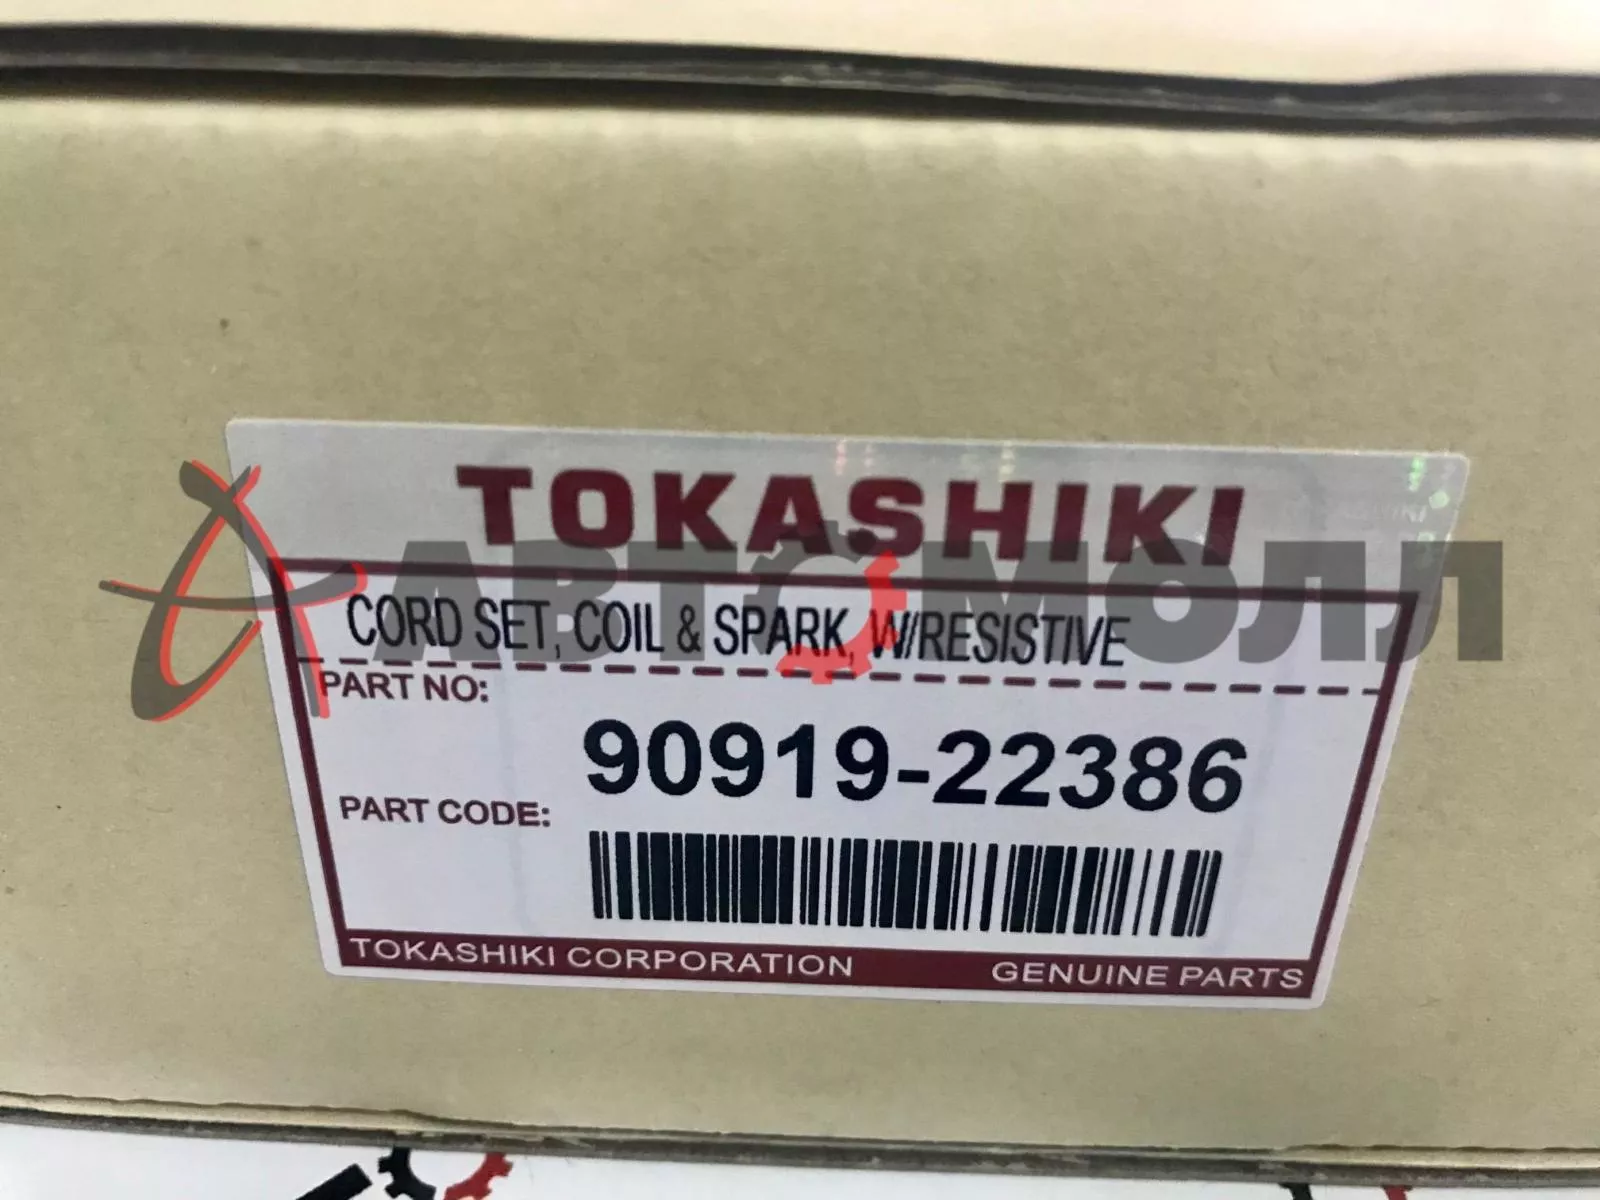 TOKASHIKI
АВТОМОЛЛ
CORD SET, COIL & SPARK, W/RESISTIVE
PART NO:
90919-22386
PART CODE:
TOKASHIKI CORPORATION GENUINE PARTS